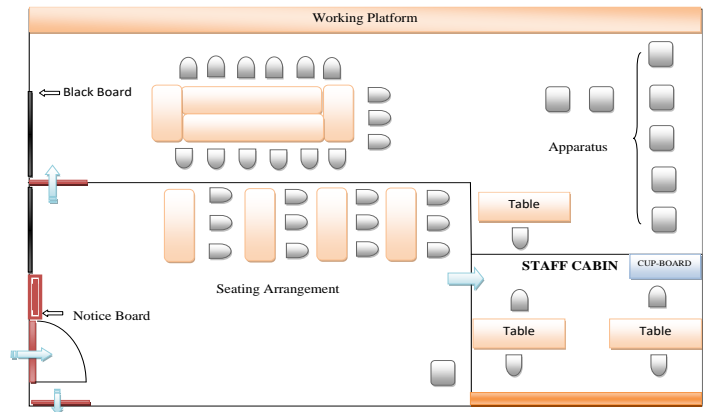 Working Platform
Black Board
Apparatus
Table
STAFF CABIN
CUP-BOARD
Seating Arrangement
Notice Board
Table
Table